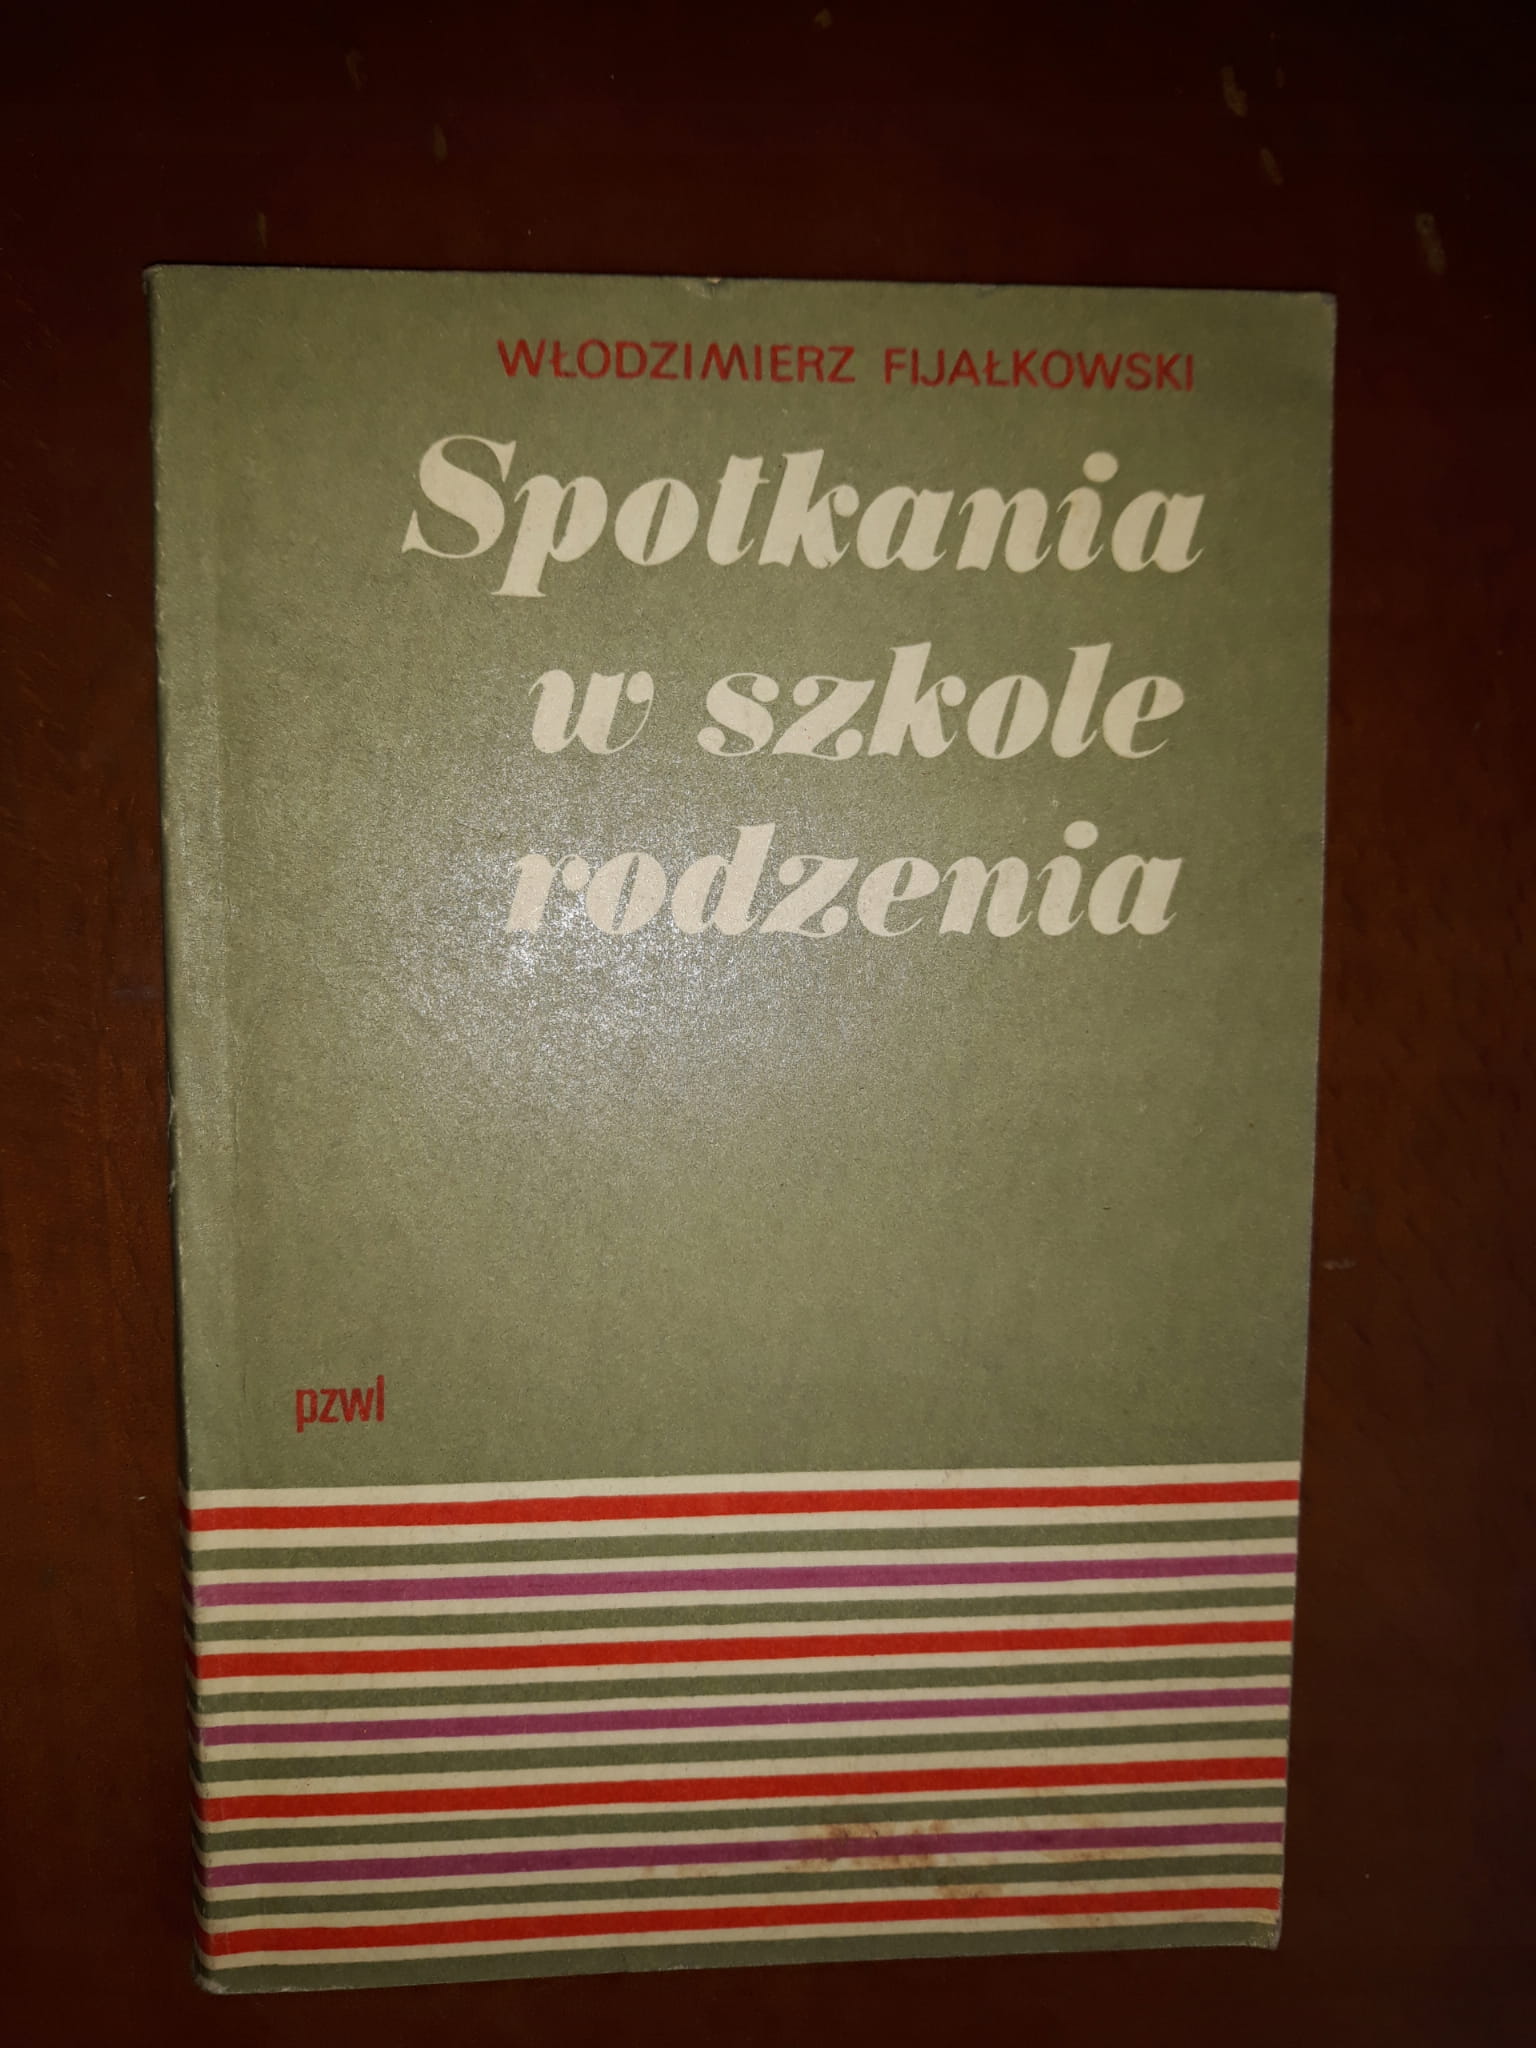 WŁODZIMIERZ FIJAŁKOWSKI
Spotkania
w szkole
rodzenia
pzwl